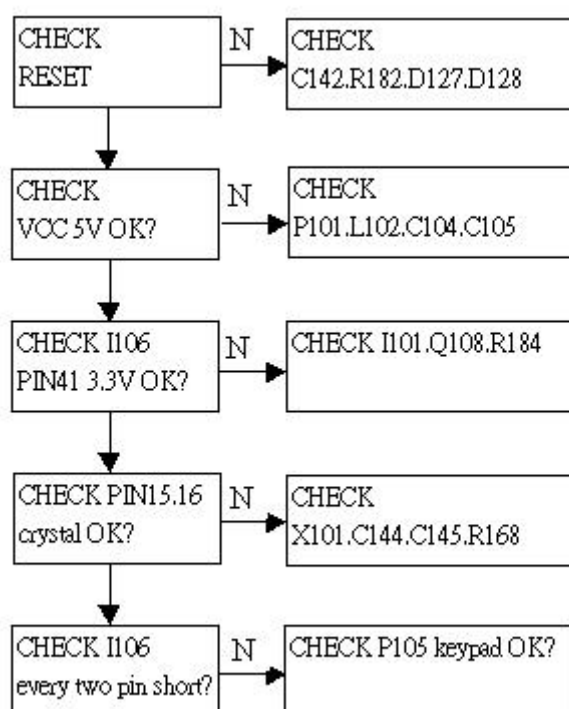 CHECK
RESET
N
CHECK
C142.R182.D127.D128
CHECK
VCC 5V OK?
N
CHECK
P101.L102.C104.C105
CHECK I106
PIN41 3.3V OK?
N
CHECK I101.Q108.R184
CHECK PIN15.16
crystal OK?
N
CHECK
X101.C144.C145.R168
CHECK I106
every two pin short?
N
CHECK P105 keypad OK?